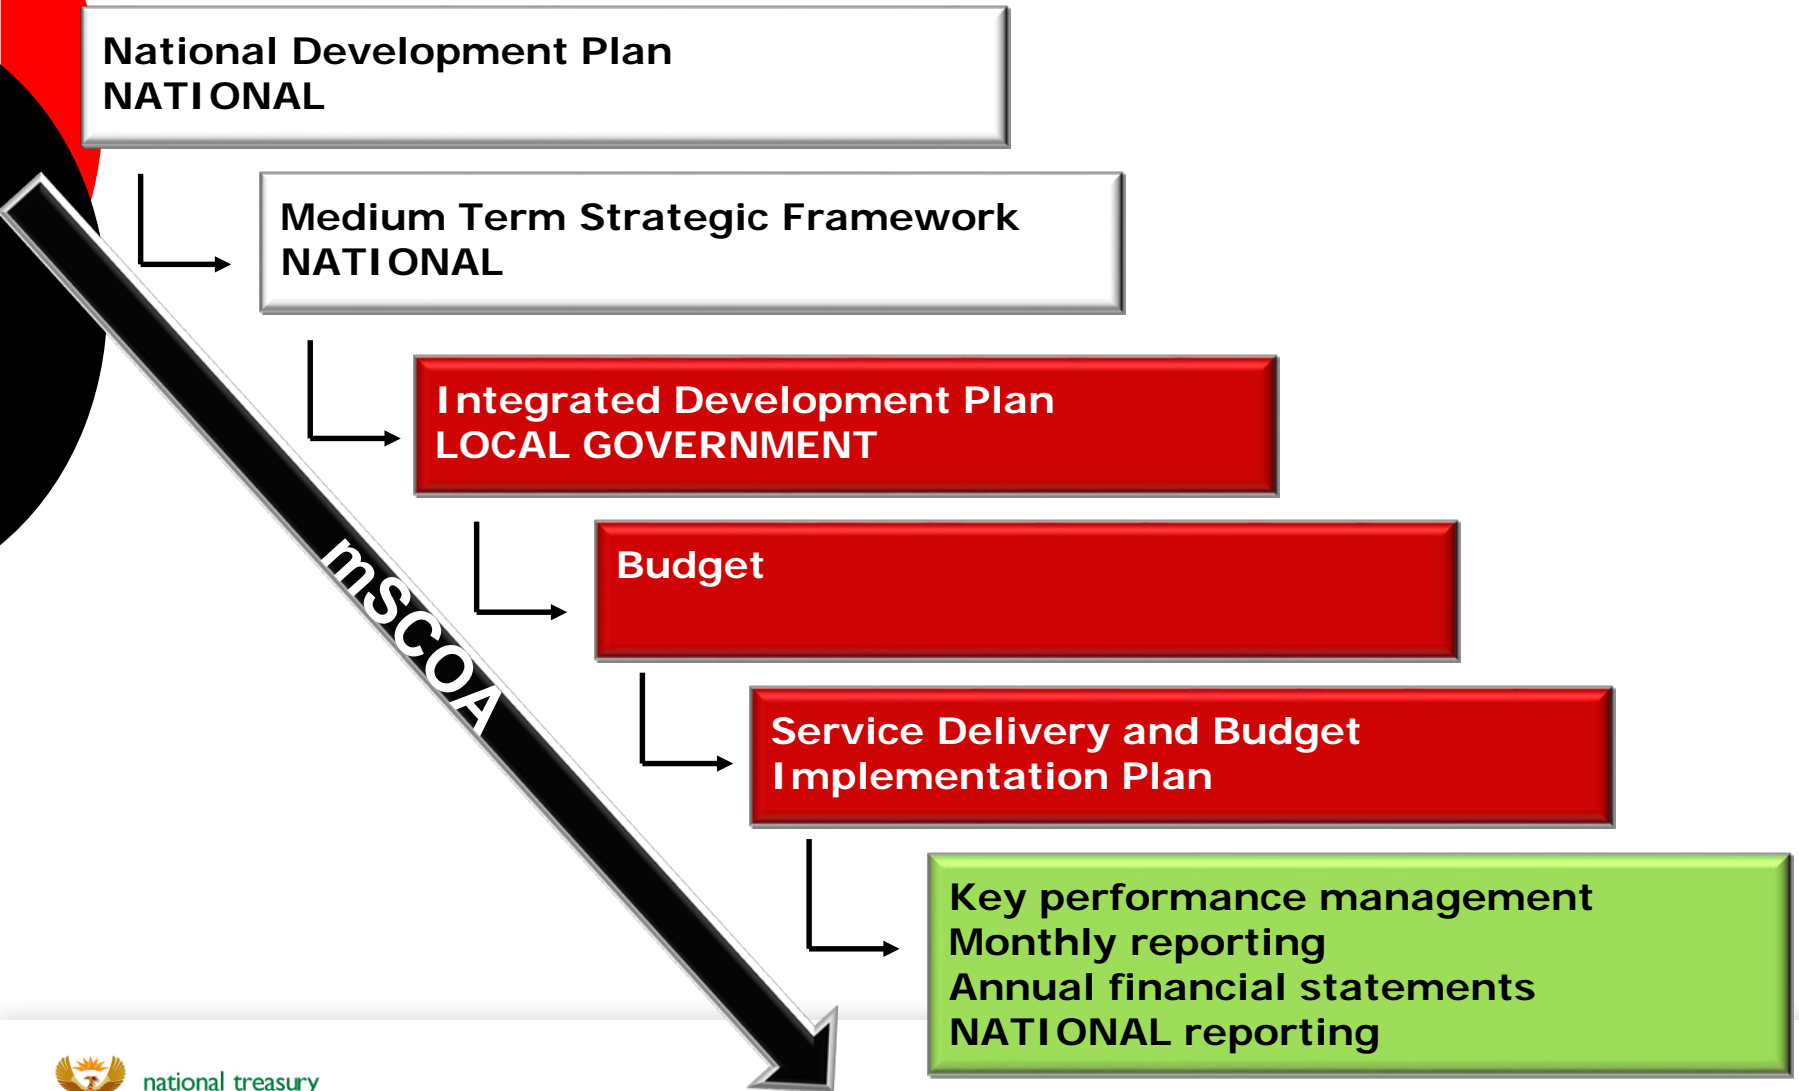 National Development Plan
NATIONAL
Medium Term Strategic Framework
NATIONAL
Integrated Development Plan
LOCAL GOVERNMENT
Budget
mSCOA
Service Delivery and Budget
Implementation Plan
Key performance management
Monthly reporting
Annual financial statements
NATIONAL reporting
national treasury